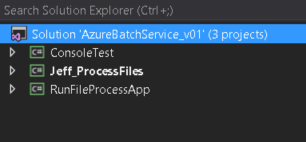 Search Solution Explorer (Ctrl+;)
Solution 'AzureBatchService_v01' (3 projects)
C# ConsoleTest
C# Jeff_ProcessFiles
C# RunFileProcessApp